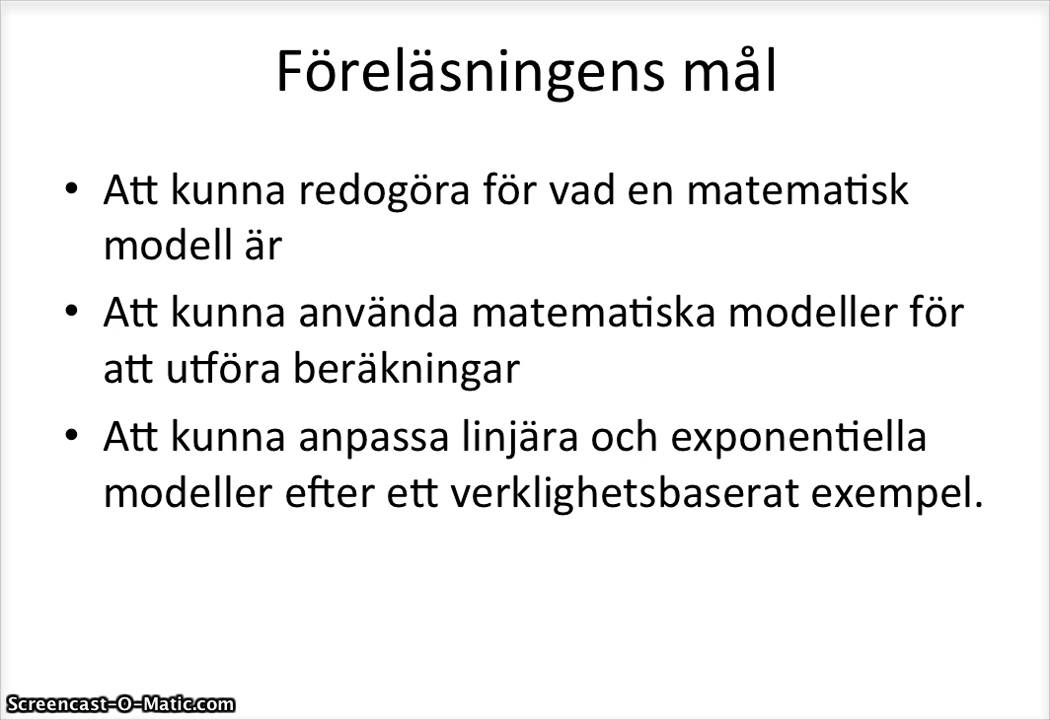 Föreläsningens mål
• Att kunna redogöra för vad en matematisk
modell är
• Att kunna använda matematiska modeller för
att utföra beräkningar
• Att kunna anpassa linjära och exponentiella
modeller efter ett verklighetsbaserat exempel.
Screencast-O-Matic.com